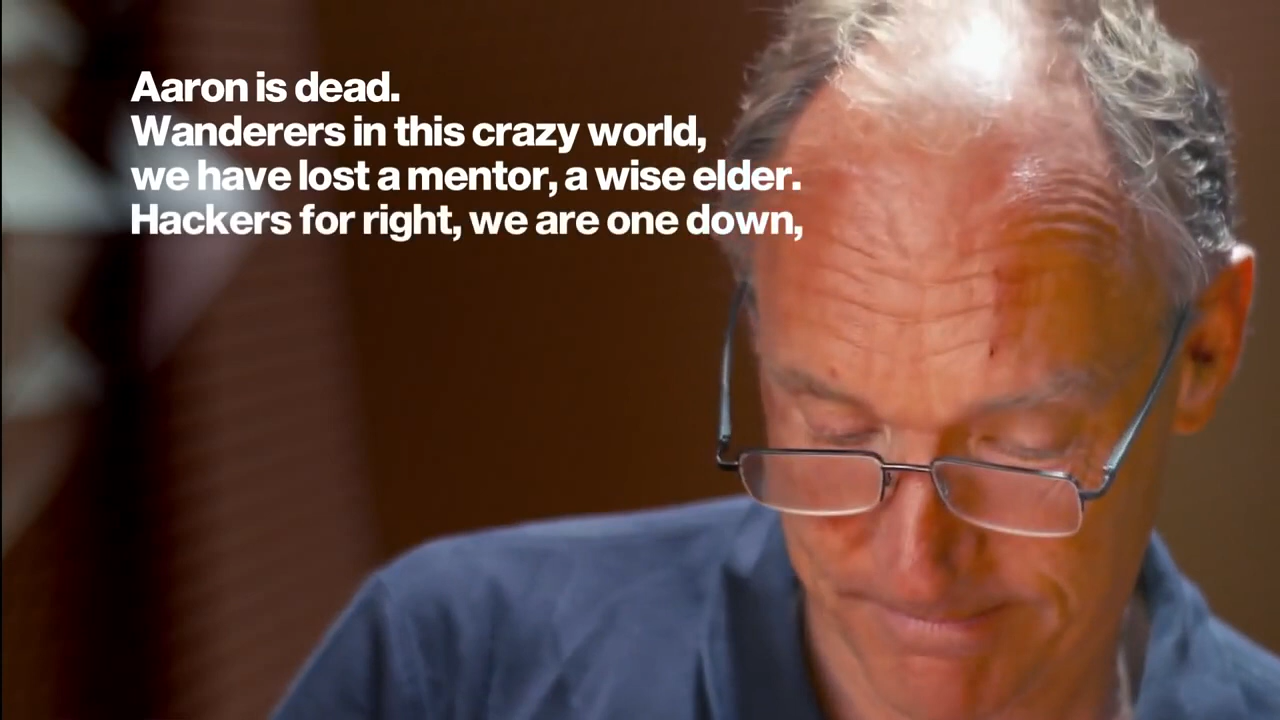 Aaron is dead.
Wanderers in this crazy world,
we have lost a mentor, a wise elder.
Hackers for right, we are one down,